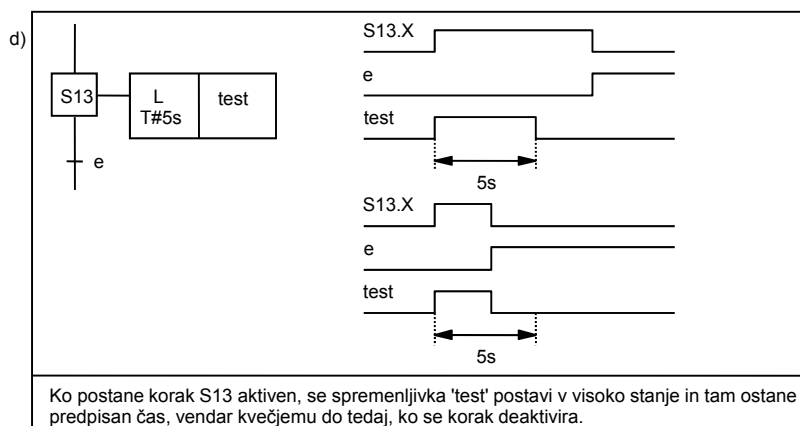 d)
S13
L
T#5s
test
e
S13.X
e
test
5s
S13.X
e
test
5s
Ko postane korak S13 aktiven, se spremenljivka 'test' postavi v visoko stanje in tam ostane
predpisan čas, vendar kvečjemu do tedaj, ko se korak deaktivira.